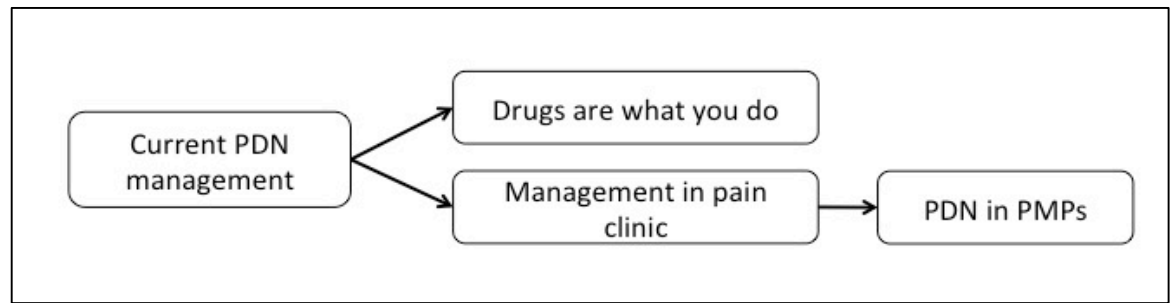 Current PDN
management
Drugs are what you do
Management in pain
clinic
PDN in PMPs